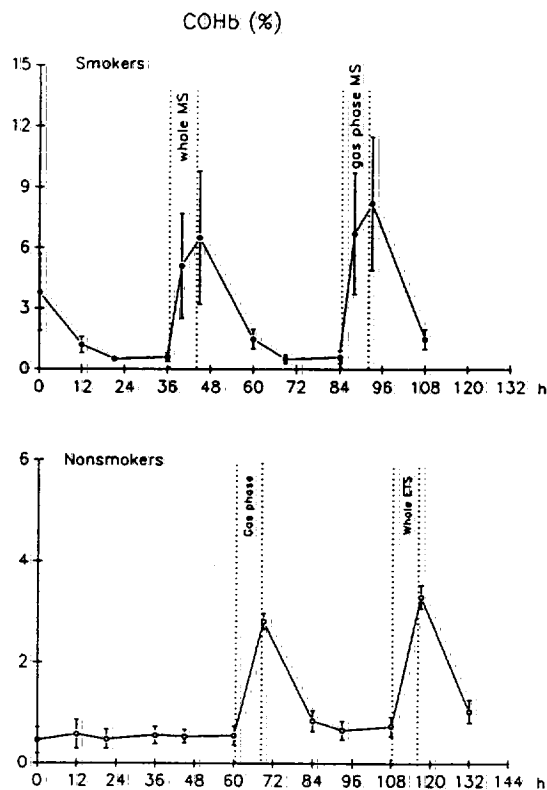 COHb (%)
Smokers
whole MS
gas phase MS
15
12
9
6
3
0
0 12 24 36 48 60 72 84 96 108 120 132 h
Nonsmokers
Gas phase
Whole ETS
6
4
2
0
0 12 24 36 48 60 72 84 96 108 120 132 144 h